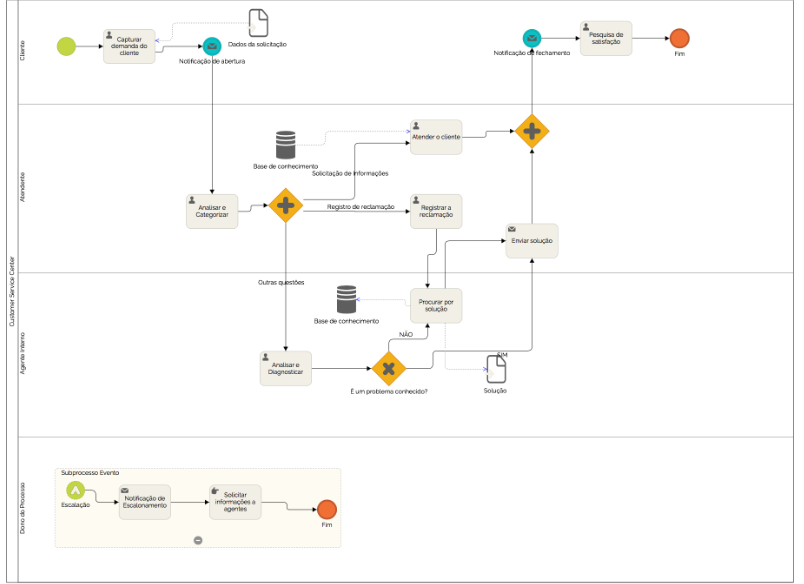 Customer Service Center
Cliente
Capturar
demanda do
cliente
Dados da solicitação
Notificação de abertura
Notificação de fechamento
Pesquisa de
satisfação
Fim
Atendente
Base de conhecimento
Atender o cliente
Solicitação de Informações
Analisar e
Categorizar
Registro de reclamação
Registrar a
reclamação
Enviar solução
Agente Interno
Outras questões
Base de conhecimento
Procurar por
solução
NÃO
SIM
Analisar e
Diagnosticar
É um problema conhecido?
Solução
Dono do Processo
Subprocesso Evento
Escalação
Notificação de
Escalonamento
Solicitar
informações a
agentes
Fim